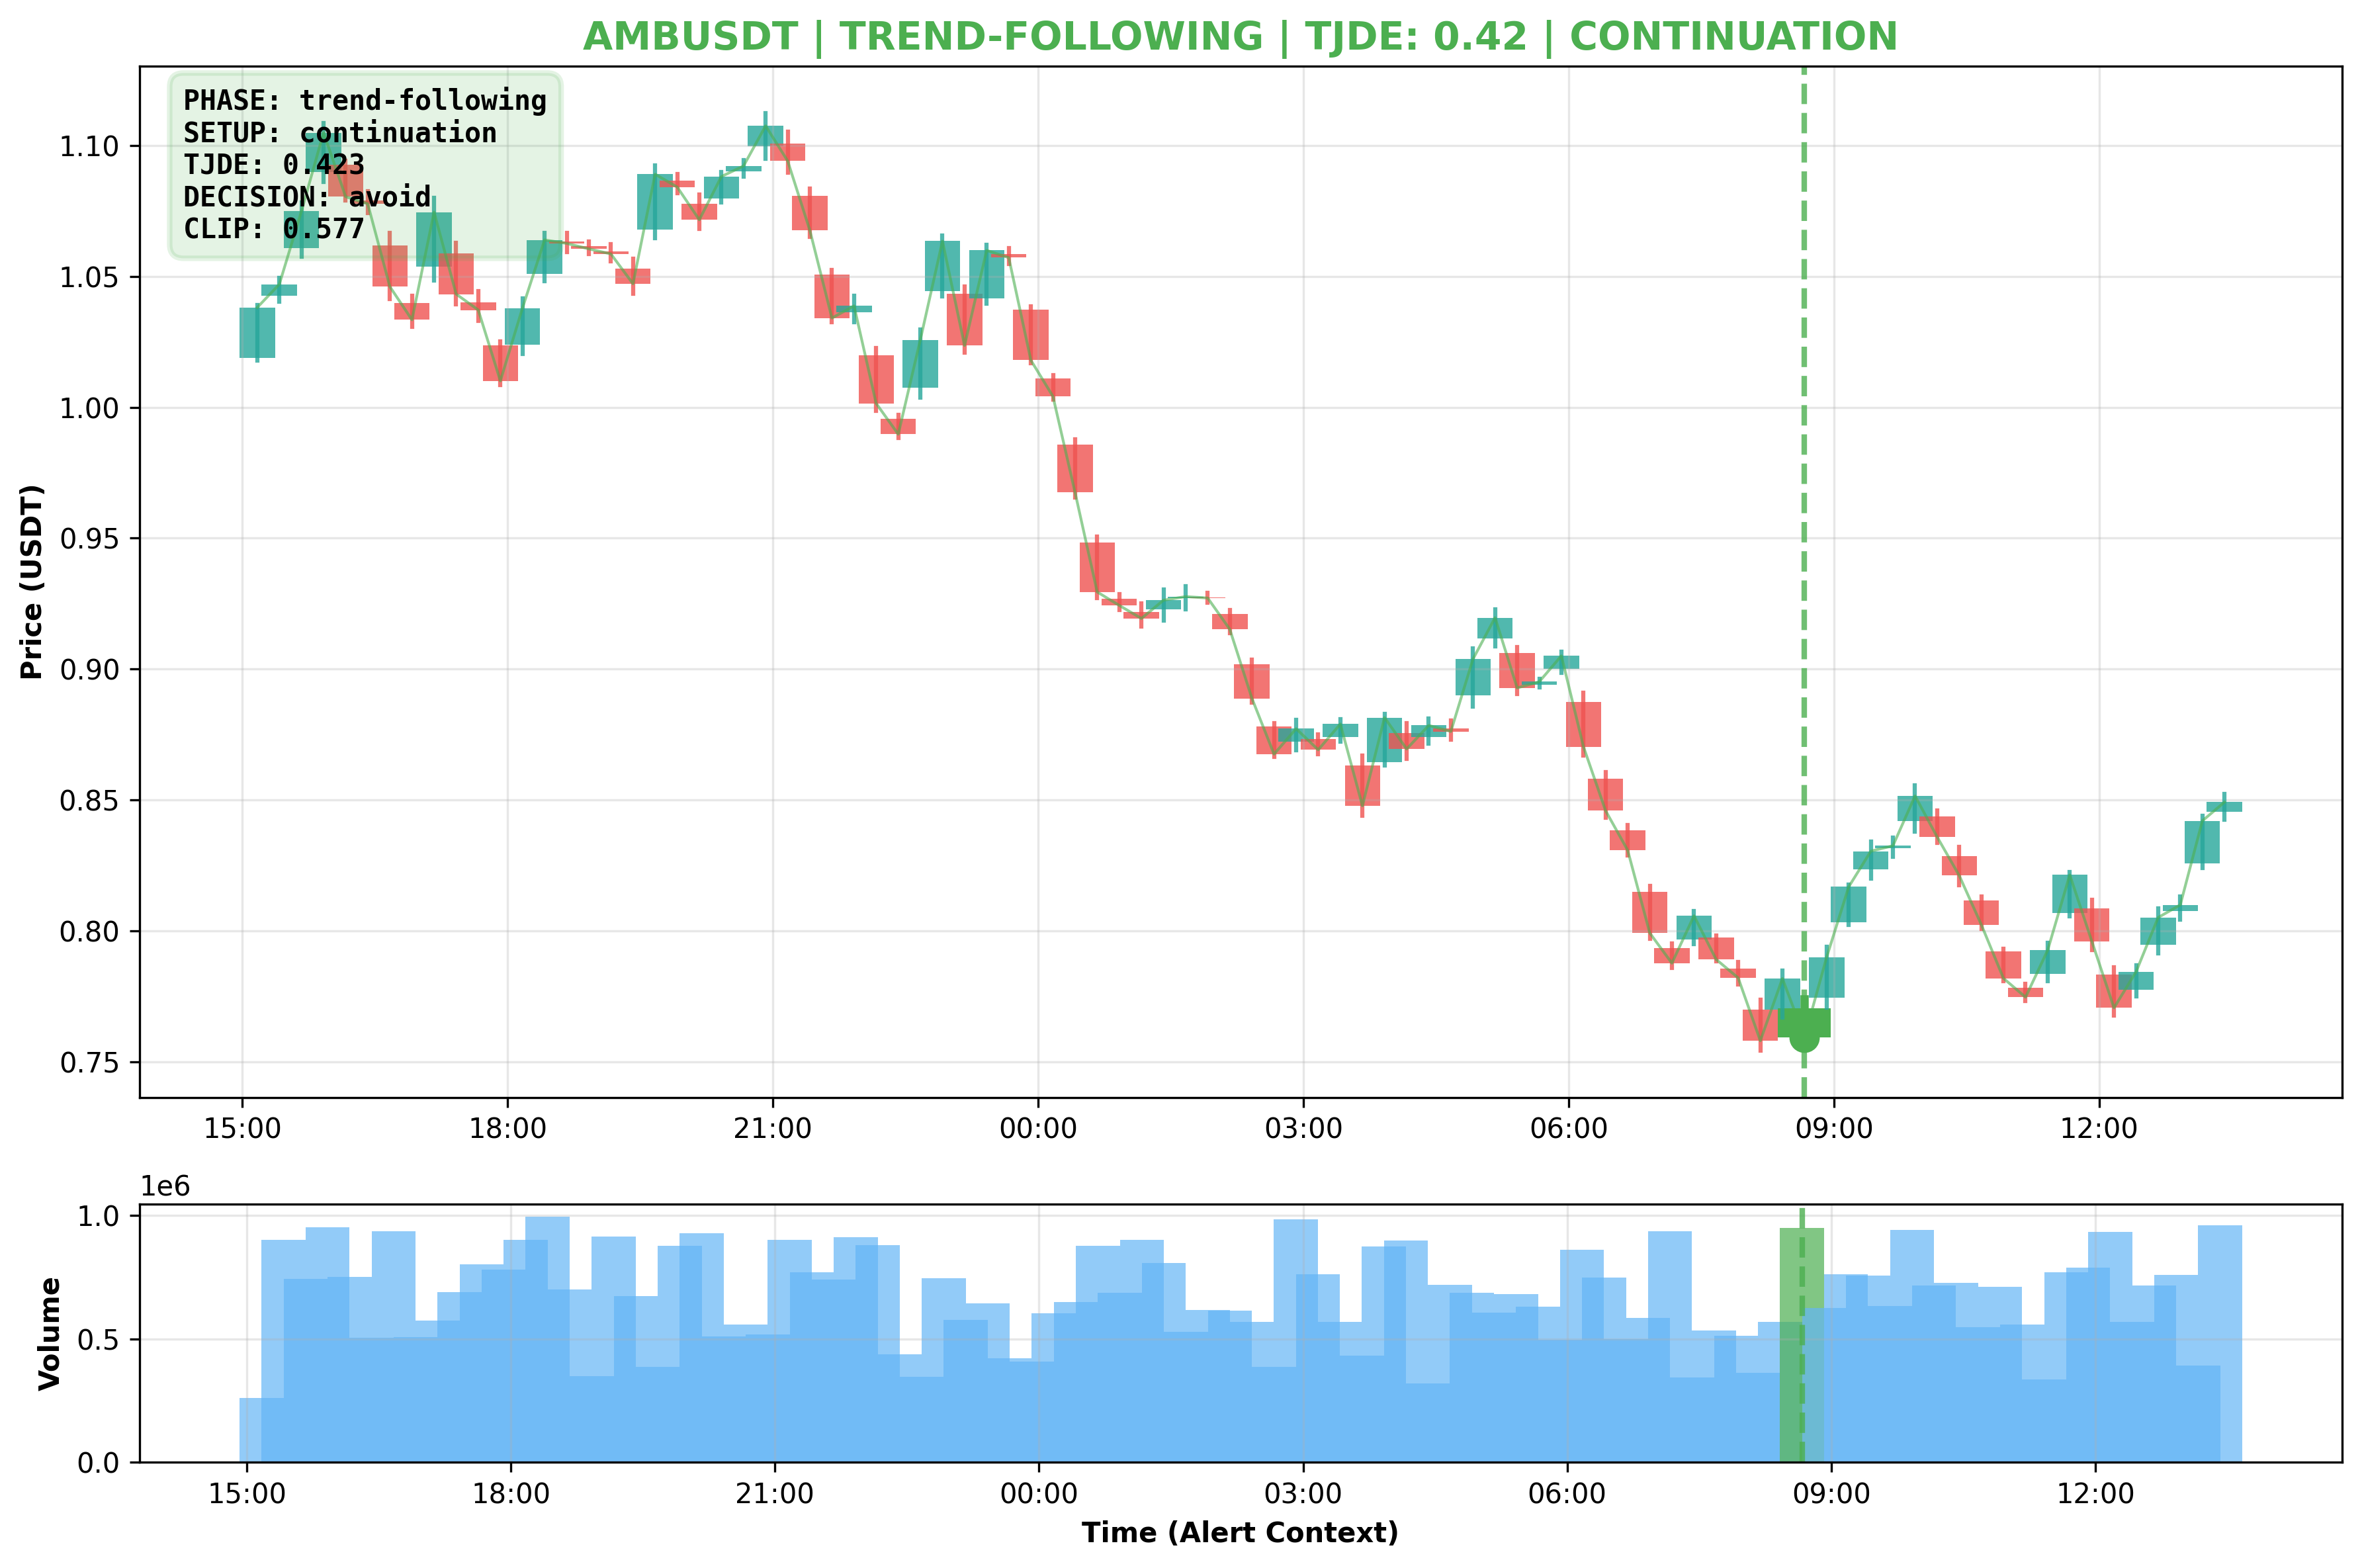 AMBUSDT | TREND-FOLLOWING | TJDE: 0.42 | CONTINUATION
PHASE: trend-following
SETUP: continuation
TJDE: 0.423
DECISION: avoid
CLIP: 0.577
Price (USDT)
1.10
1.05
1.00
0.95
0.90
0.85
0.80
0.75
15:00 18:00 21:00 00:00 03:00 06:00 09:00 12:00
1e6
Volume
1.0
0.5
0.0
15:00 18:00 21:00 00:00 03:00 06:00 09:00 12:00
Time (Alert Context)